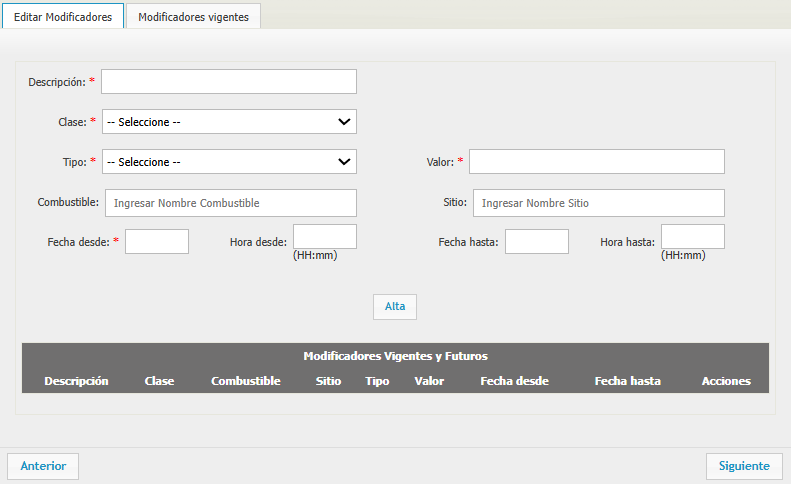 Editar Modificadores Modificadores vigentes
Descripción: *
Clase: * -- Seleccione --
Tipo: * -- Seleccione -- Valor: *
Combustible: Ingresar Nombre Combustible Sitio: Ingresar Nombre Sitio
Fecha desde: * Hora desde: Fecha hasta: Hora hasta:
(HH:mm) (HH:mm)
Alta
Modificadores Vigentes y Futuros
Descripción Clase Combustible Sitio Tipo Valor Fecha desde Fecha hasta Acciones
Anterior Siguiente